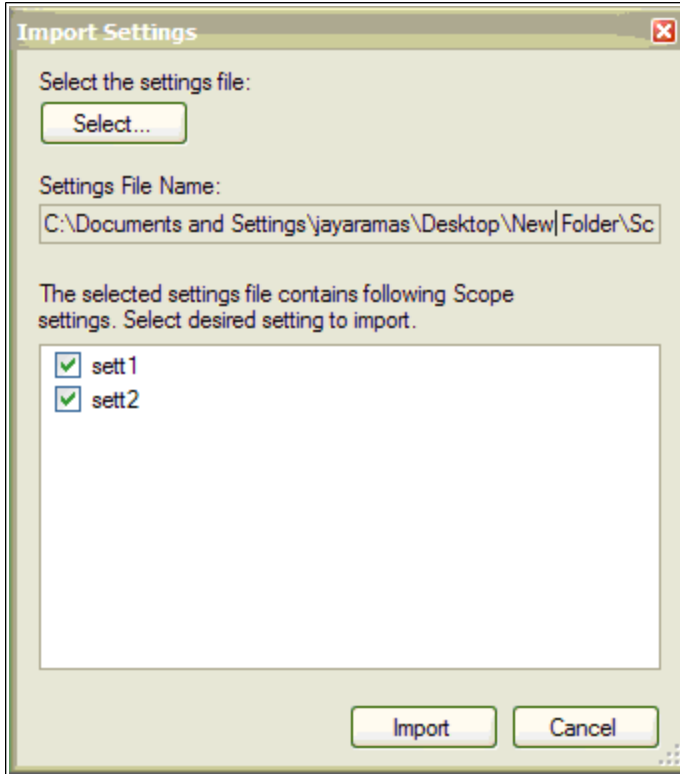 Import Settings
Select the settings file:
Select...
Settings File Name:
C:\Documents and Settings\jayaramas\Desktop\New Folder\Sc
The selected settings file contains following Scope
settings. Select desired setting to import.
sett1
sett2
Import Cancel